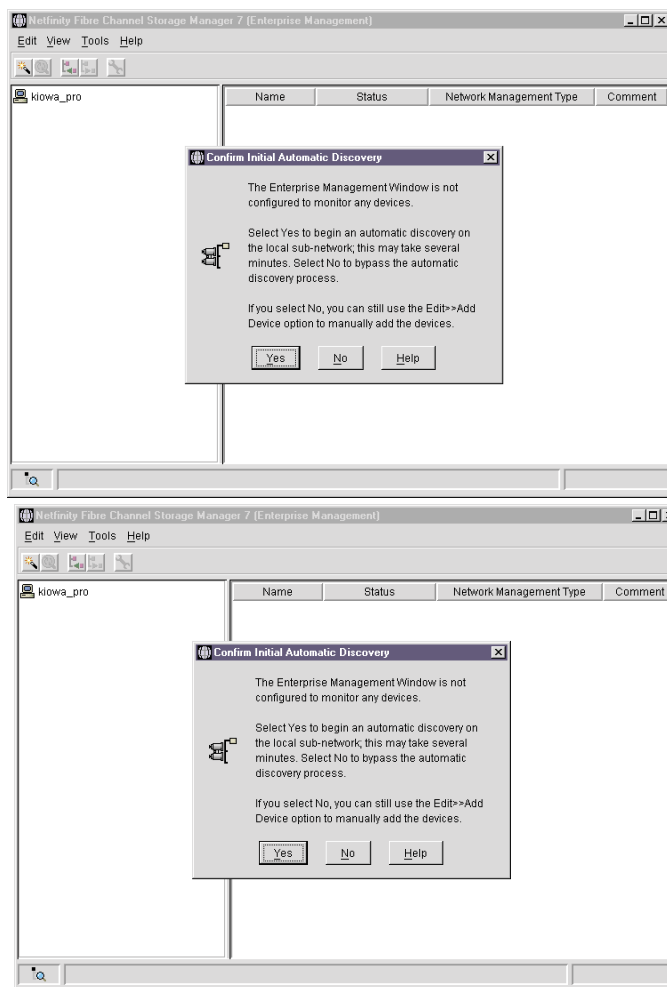 Netfinity Fibre Channel Storage Manager 7 (Enterprise Management)
Edit View Tools Help
kiowa_pro
Name Status Network Management Type Comment
Confirm Initial Automatic Discovery
The Enterprise Management Window is not
configured to monitor any devices.
Select Yes to begin an automatic discovery on
the local sub-network; this may take several
minutes. Select No to bypass the automatic
discovery process.
If you select No, you can still use the Edit>>Add
Device option to manually add the devices.
Yes No Help
Netfinity Fibre Channel Storage Manager 7 (Enterprise Management)
Edit View Tools Help
kiowa_pro
Name Status Network Management Type Comment
Confirm Initial Automatic Discovery
The Enterprise Management Window is not
configured to monitor any devices.
Select Yes to begin an automatic discovery on
the local sub-network; this may take several
minutes. Select No to bypass the automatic
discovery process.
If you select No, you can still use the Edit>>Add
Device option to manually add the devices.
Yes No Help